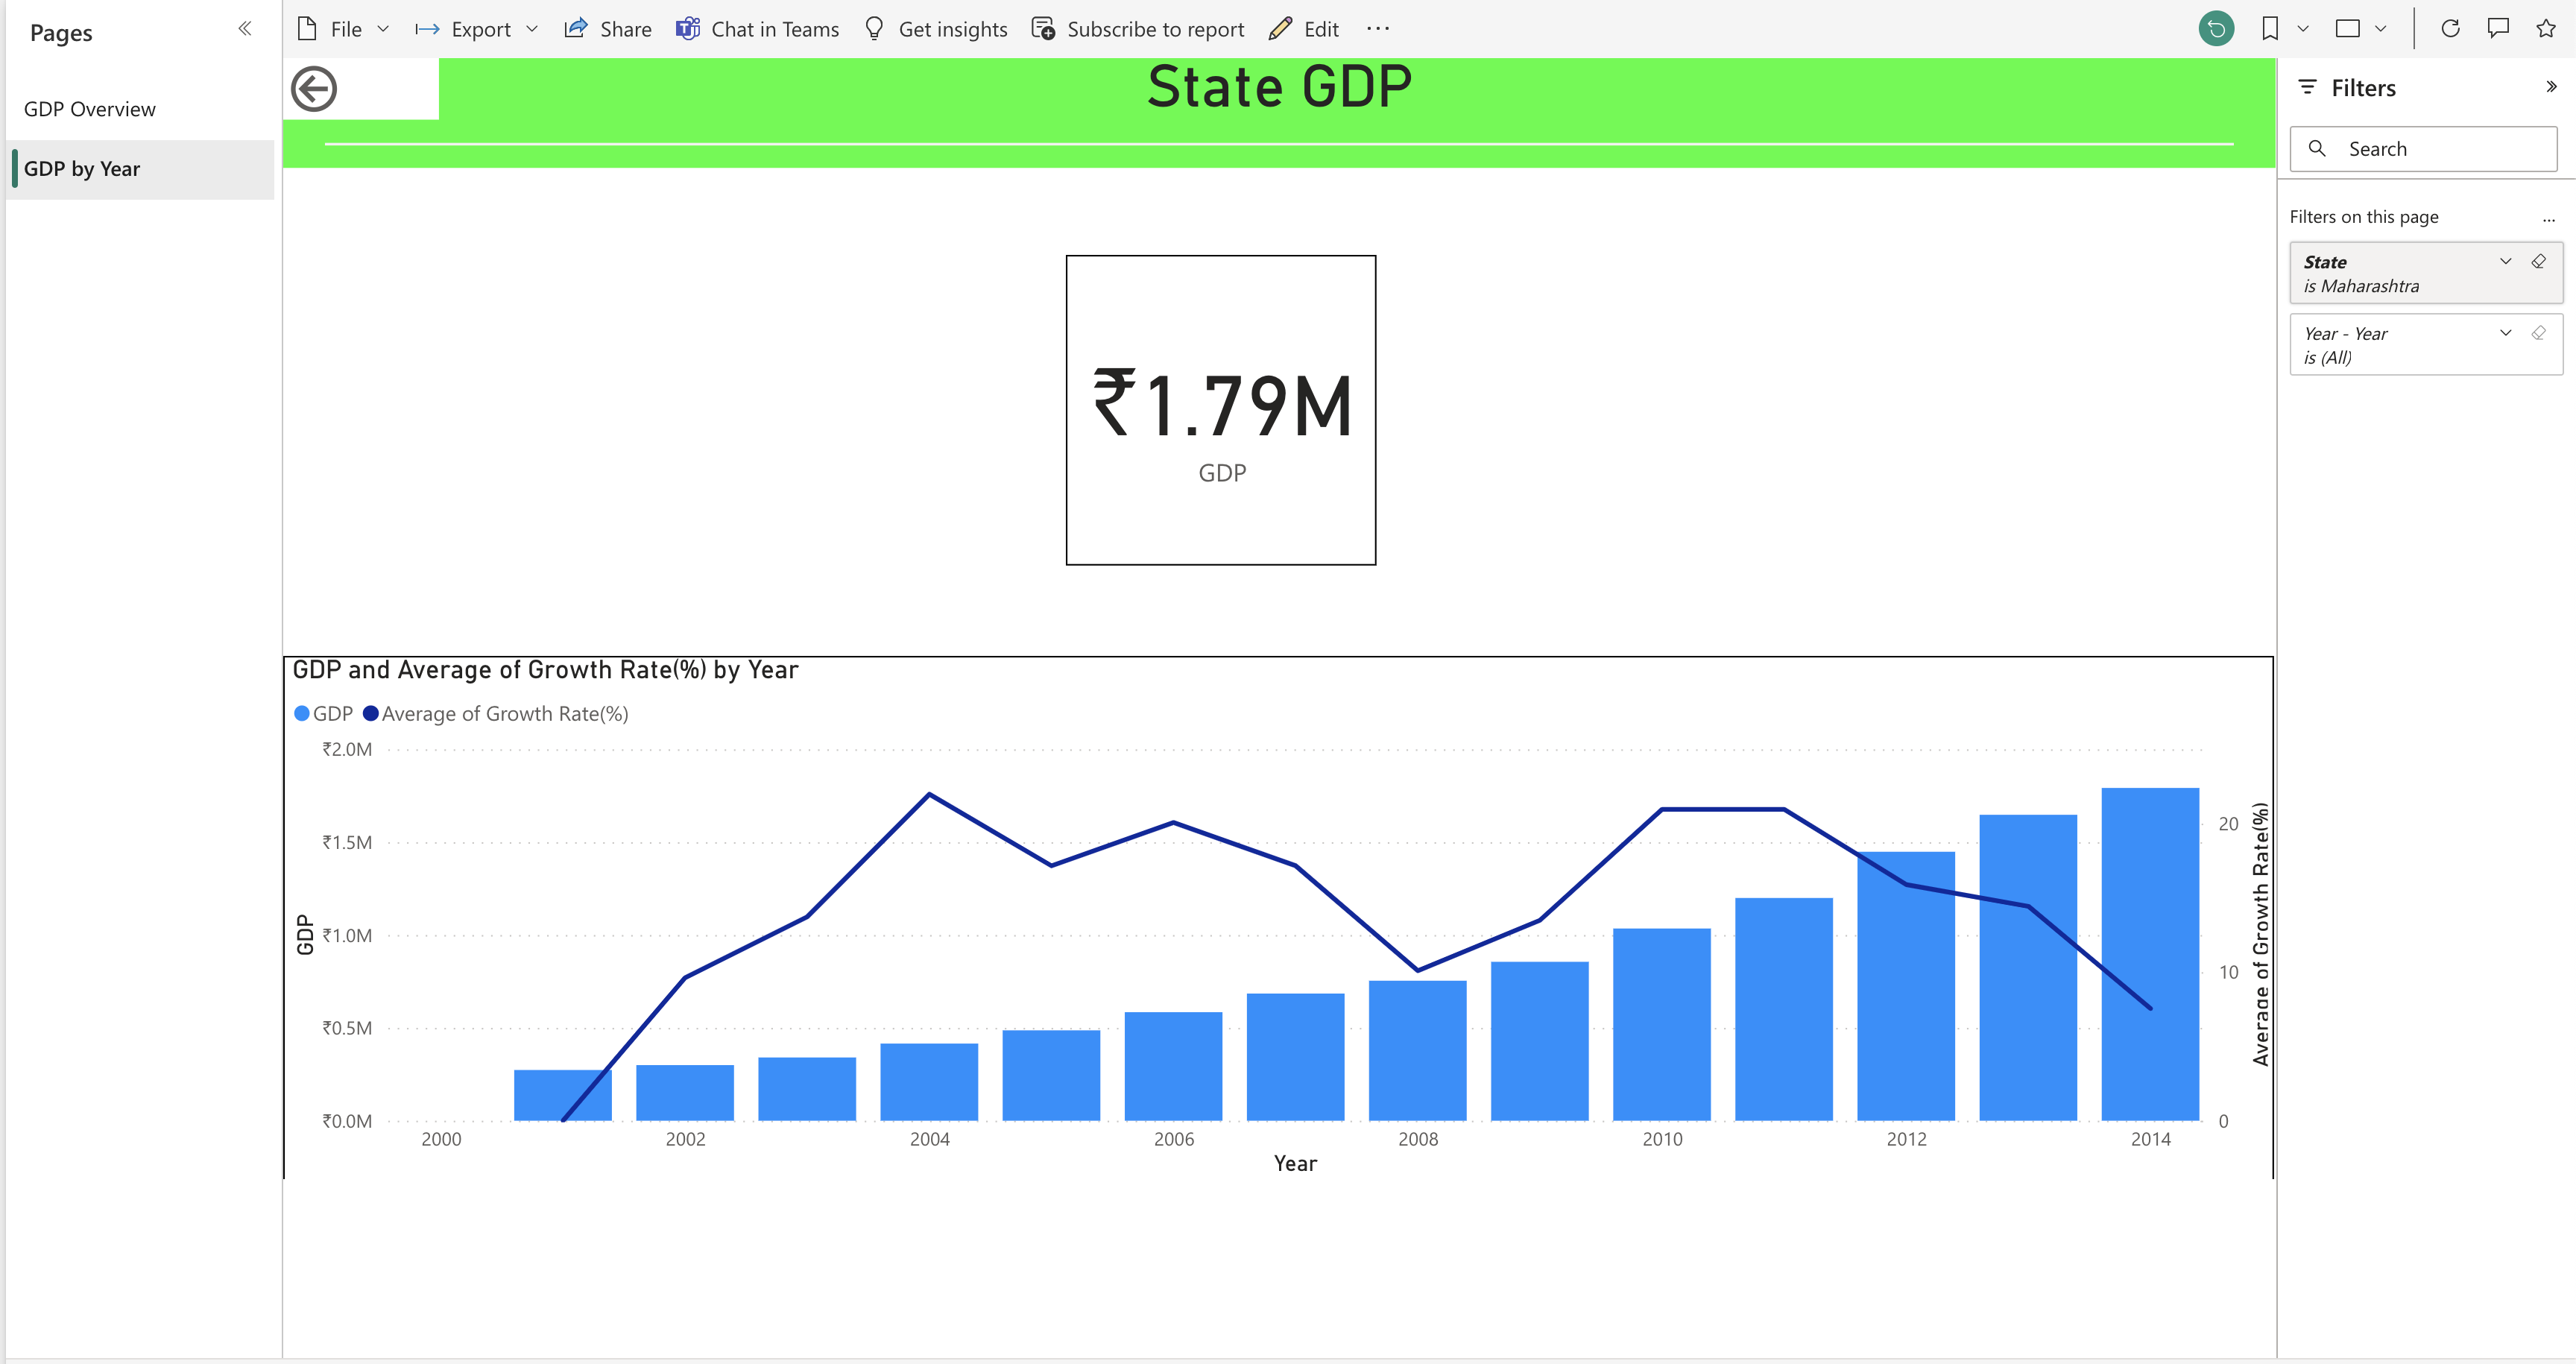 Pages
GDP Overview
GDP by Year
File Export Share Chat in Teams Get insights Subscribe to report Edit
State GDP
₹1.79M
GDP
GDP and Average of Growth Rate(%) by Year
GDP Average of Growth Rate(%)
₹2.0M
₹1.5M
₹1.0M
₹0.5M
₹0.0M
GDP
20
10
0
Average of Growth Rate(%)
2000 2002 2004 2006 2008 2010 2012 2014
Year
Filters
Search
Filters on this page
State
is Maharashtra
Year - Year
is (All)